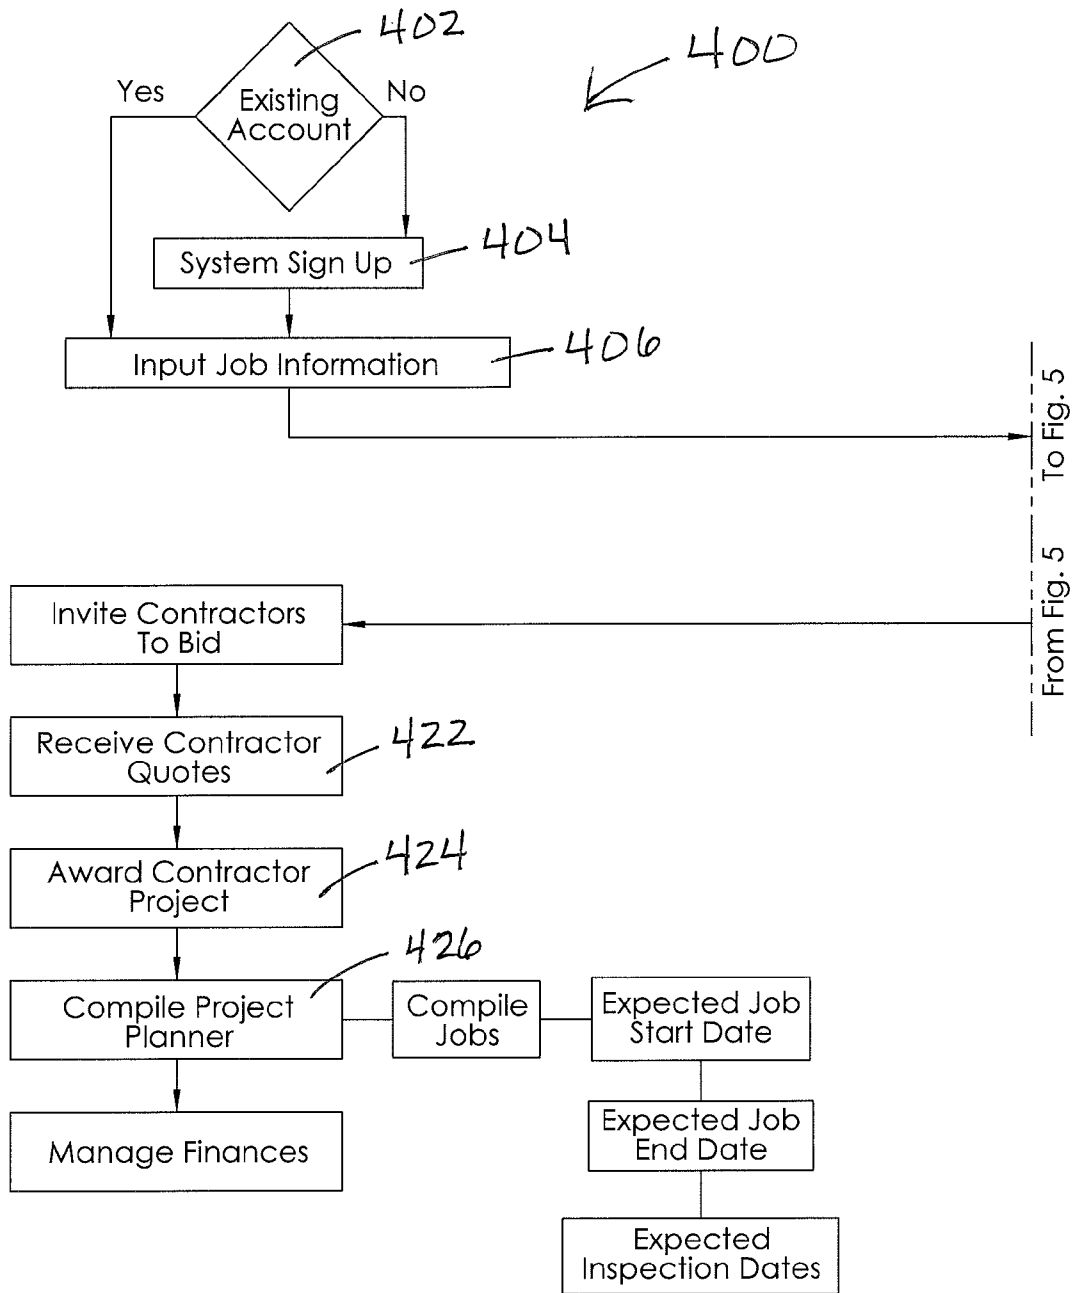 402
400
Yes
No
Existing
Account
404
System Sign Up
406
Input Job Information
To Fig. 5
From Fig. 5
Invite Contractors
To Bid
422
Receive Contractor
Quotes
424
Award Contractor
Project
426
Compile Project
Planner
Compile
Jobs
Expected Job
Start Date
Expected Job
End Date
Manage Finances
Expected
Inspection Dates